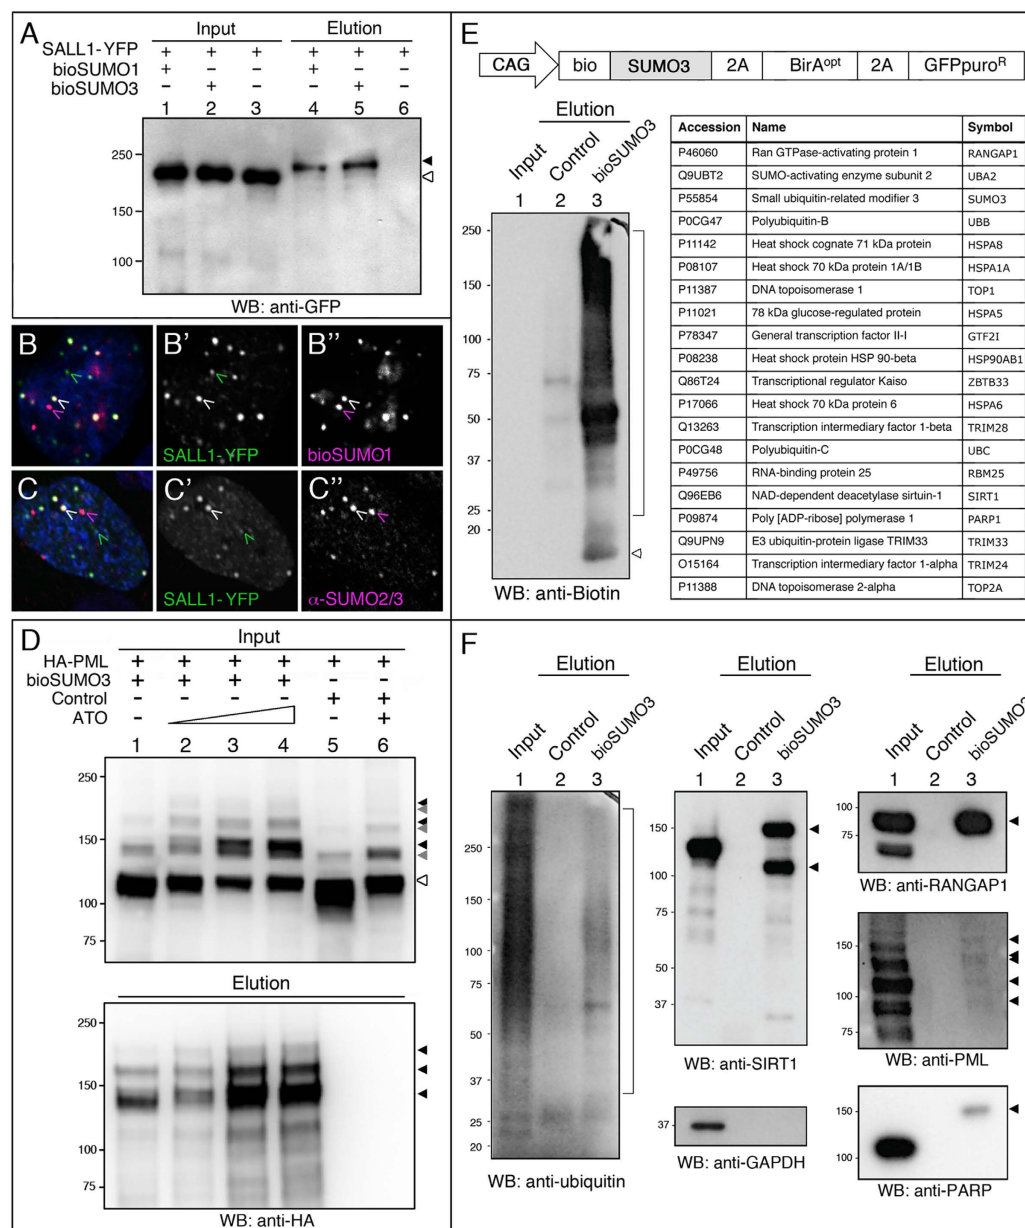 A
Input Elution
SALL1-YFP + + + + + +
bioSUMO1 + − − + − −
bioSUMO3 − + − − + −
1 2 3 4 5 6
250
150
100
WB: anti-GFP
B B' B''
SALL1-YFP bioSUMO1
C C' C''
SALL1-YFP α-SUMO2/3
D
Input
HA-PML + + + + + +
bioSUMO3 + + + + − −
Control − − − − + +
ATO − − +
1 2 3 4 5 6
250
150
100
75
Elution
250
150
100
75
WB: anti-HA
E
CAG bio SUMO3 2A BirAopt 2A GFPpuroR
Elution
Input Control bioSUMO3
1 2 3
250
150
100
75
50
37
25
20
WB: anti-Biotin
Accession Name Symbol
P46060 Ran GTPase-activating protein 1 RANGAP1
Q9UBT2 SUMO-activating enzyme subunit 2 UBA2
P55854 Small ubiquitin-related modifier 3 SUMO3
P0CG47 Polyubiquitin-B UBB
P11142 Heat shock cognate 71 kDa protein HSPA8
P08107 Heat shock 70 kDa protein 1A/1B HSPA1A
P11387 DNA topoisomerase 1 TOP1
P11021 78 kDa glucose-regulated protein HSPA5
P78347 General transcription factor II-I GTF2I
P08238 Heat shock protein HSP 90-beta HSP90AB1
Q86T24 Transcriptional regulator Kaiso ZBTB33
P17066 Heat shock 70 kDa protein 6 HSPA6
Q13263 Transcription intermediary factor 1-beta TRIM28
P0CG48 Polyubiquitin-C UBC
P49756 RNA-binding protein 25 RBM25
Q96EB6 NAD-dependent deacetylase sirtuin-1 SIRT1
P09874 Poly [ADP-ribose] polymerase 1 PARP1
Q9UPN9 E3 ubiquitin-protein ligase TRIM33 TRIM33
O15164 Transcription intermediary factor 1-alpha TRIM24
P11388 DNA topoisomerase 2-alpha TOP2A
F
Elution Elution Elution
Input Control bioSUMO3 Input Control bioSUMO3 Input Control bioSUMO3
1 2 3 1 2 3 1 2 3
250
150
100
75
50
37
25
20
WB: anti-ubiquitin
150
100
75
50
37
WB: anti-SIRT1
37
WB: anti-GAPDH
100
75
WB: anti-RANGAP1
150
100
75
WB: anti-PML
150
100
WB: anti-PARP